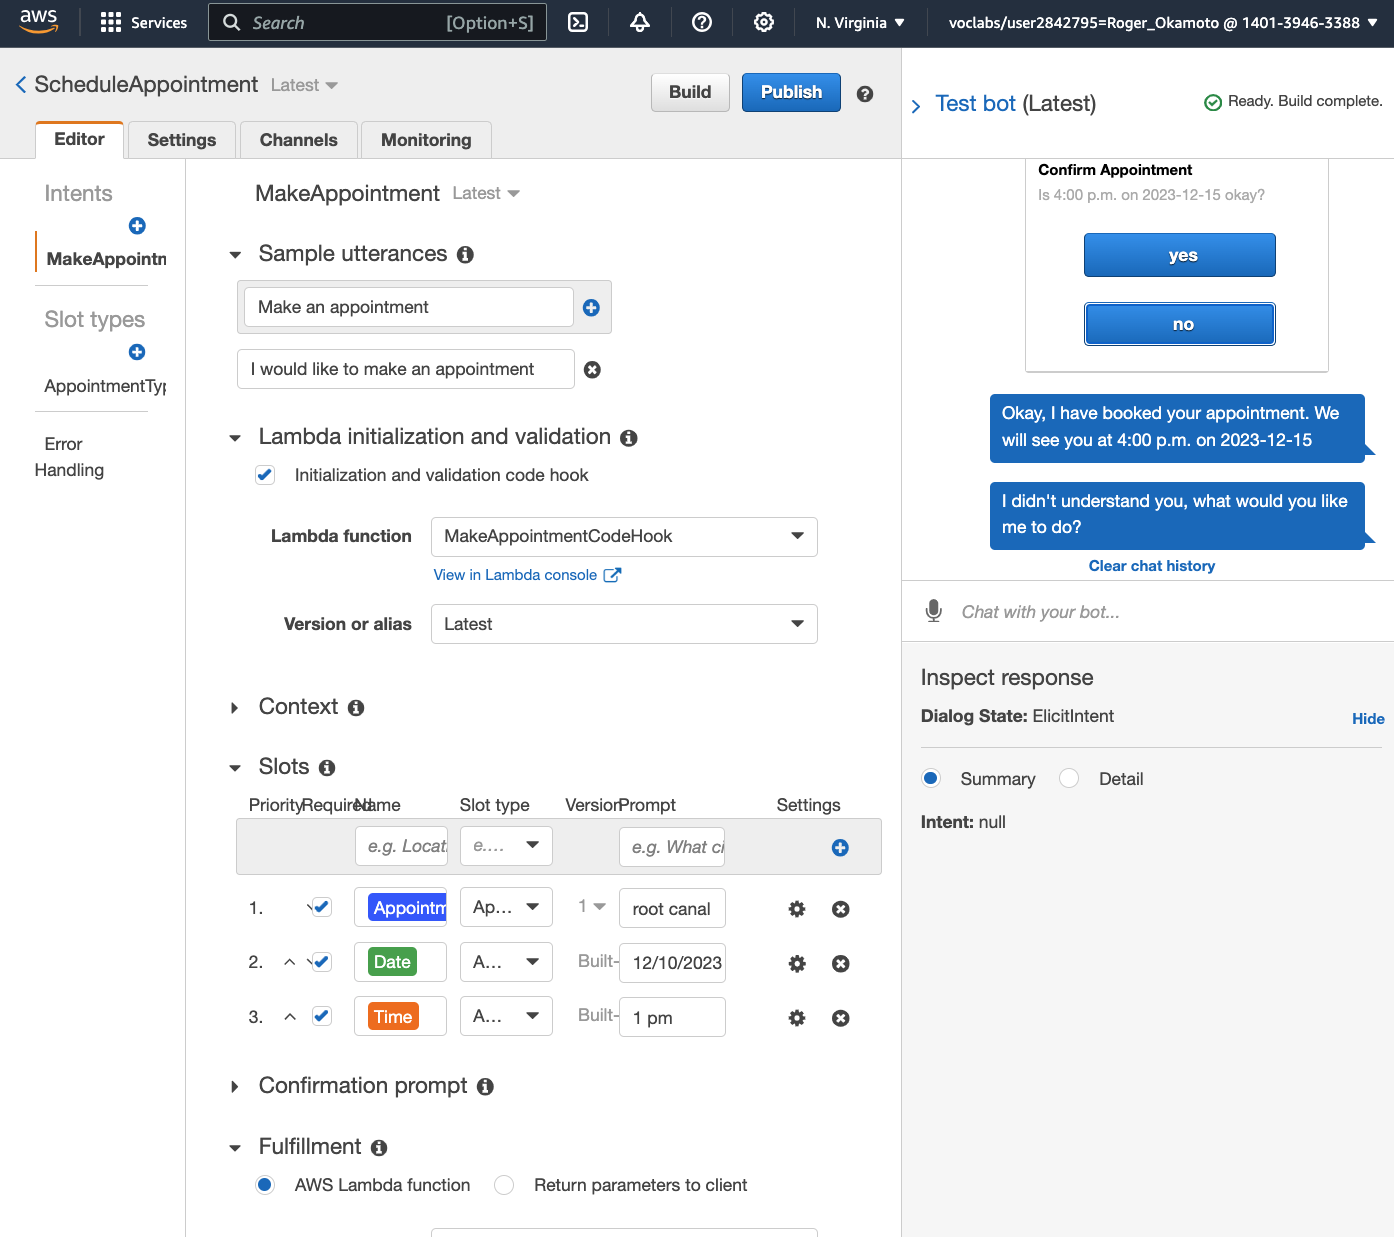 aws
Services
Search
[Option+S]
N. Virginia
voclabs/user2842795=Roger_Okamoto @ 1401-3946-3388
ScheduleAppointment Latest
Build
Publish
Editor
Settings
Channels
Monitoring
Test bot (Latest)
Ready. Build complete.
Intents
MakeAppointn
Slot types
AppointmentTyp
Error
Handling
MakeAppointment Latest
Sample utterances
Make an appointment
I would like to make an appointment
Lambda initialization and validation
Initialization and validation code hook
Lambda function
MakeAppointmentCodeHook
View in Lambda console
Version or alias
Latest
Context
Slots
Priority Required Name Slot type Version Prompt Settings
e.g. Locat e.... e.g. What ci
1. Appointm Ap... 1 root canal
2. Date A... Built- 12/10/2023
3. Time A... Built- 1 pm
Confirmation prompt
Fulfillment
AWS Lambda function
Return parameters to client
Confirm Appointment
Is 4:00 p.m. on 2023-12-15 okay?
yes
no
Okay, I have booked your appointment. We
will see you at 4:00 p.m. on 2023-12-15
I didn't understand you, what would you like
me to do?
Clear chat history
Chat with your bot...
Inspect response
Dialog State: ElicitIntent
Hide
Summary
Detail
Intent: null